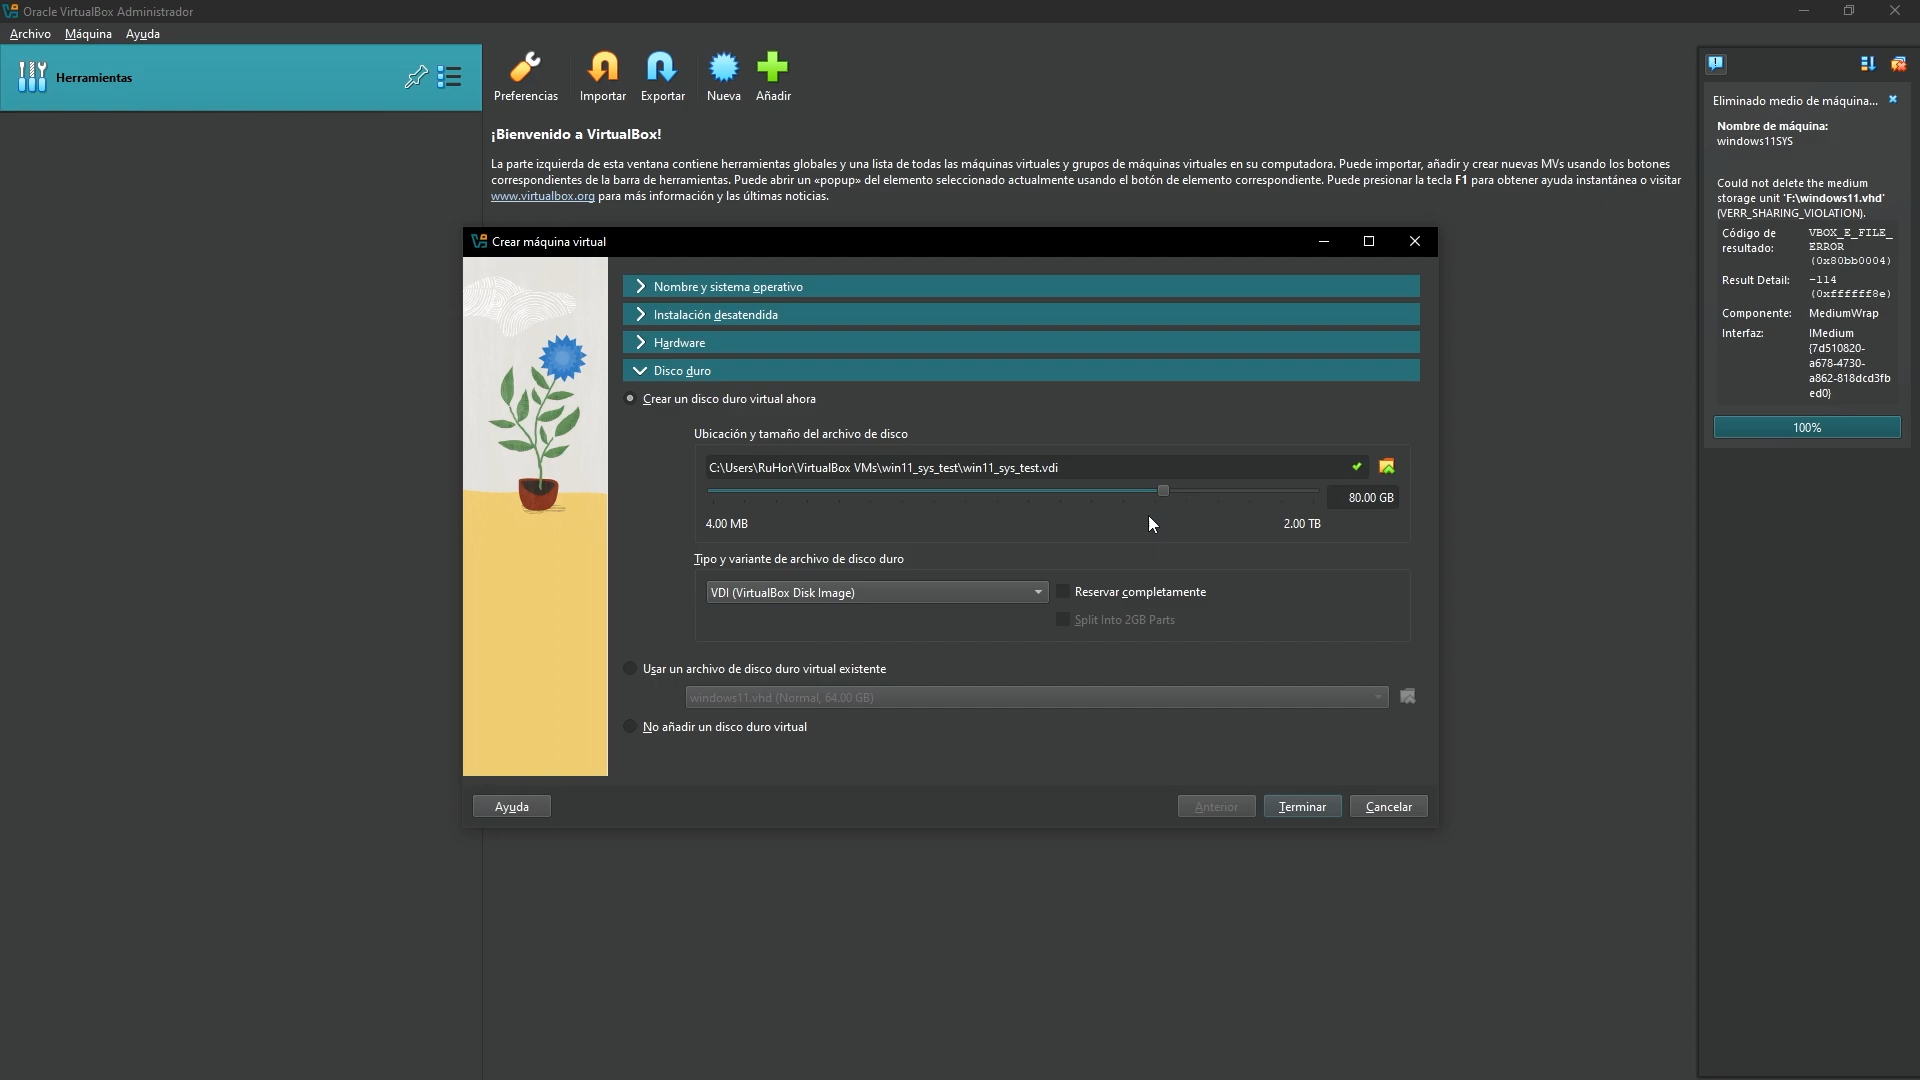 Oracle VirtualBox Administrador
Archivo Máquina Ayuda
Herramientas
Preferencias Importar Exportar Nueva Añadir
¡Bienvenido a VirtualBox!
La parte izquierda de esta ventana contiene herramientas globales y una lista de todas las máquinas virtuales y grupos de máquinas virtuales en su computadora. Puede importar, añadir y crear nuevas MVs usando los botones
correspondientes de la barra de herramientas. Puede abrir un «popup» del elemento seleccionado actualmente usando el botón de elemento correspondiente. Puede presionar la tecla F1 para obtener ayuda instantánea o visitar
www.virtualbox.org para más información y las últimas noticias.
Crear máquina virtual
Nombre y sistema operativo
Instalación desatendida
Hardware
Disco duro
Crear un disco duro virtual ahora
Ubicación y tamaño del archivo de disco
C:\Users\RuHor\VirtualBox VMs\win11_sys_test\win11_sys_test.vdi
80.00 GB
4.00 MB 2.00 TB
Tipo y variante de archivo de disco duro
VDI (VirtualBox Disk Image) Reservar completamente
Split Into 2GB Parts
Usar un archivo de disco duro virtual existente
windows11.vhd (Normal, 64.00 GB)
No añadir un disco duro virtual
Ayuda Anterior Terminar Cancelar
Eliminado medio de máquina...
Nombre de máquina:
windows11SYS
Could not delete the medium
storage unit 'F:\windows11.vhd'
(VERR_SHARING_VIOLATION).
Código de VBOX_E_FILE_
resultado: ERROR
(0x80bb0004)
Result Detail: -114
(0xffffff8e)
Componente: MediumWrap
Interfaz: IMedium
{7d510820-
a678-4730-
a862-818dcd3fb
ed0}
100%